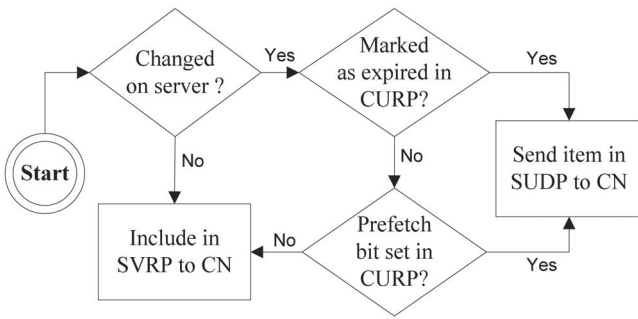 Start
Changed
on server ?
Yes
No
Marked
as expired in
CURP?
Yes
No
Send item in
SUDP to CN
Prefetch
bit set in
CURP?
Yes
No
Include in
SVRP to CN